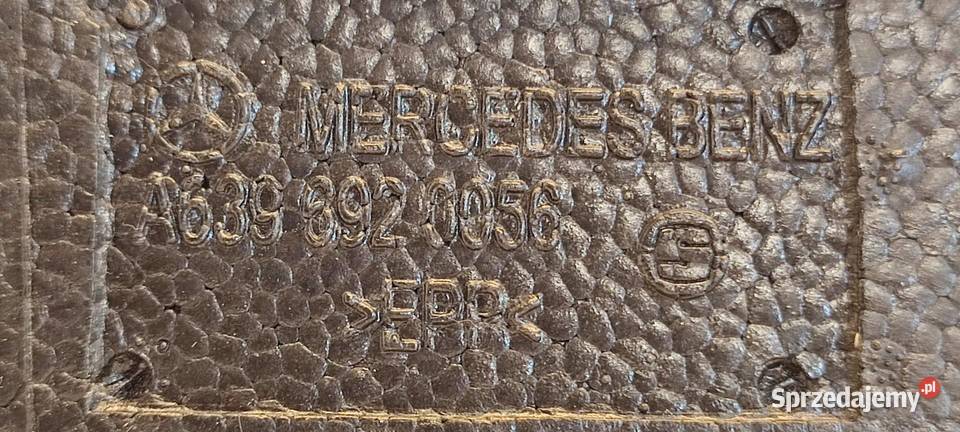 MERCEDES.BENZ
A639 892 0056
>EPP<
Sprzedajemy.pl